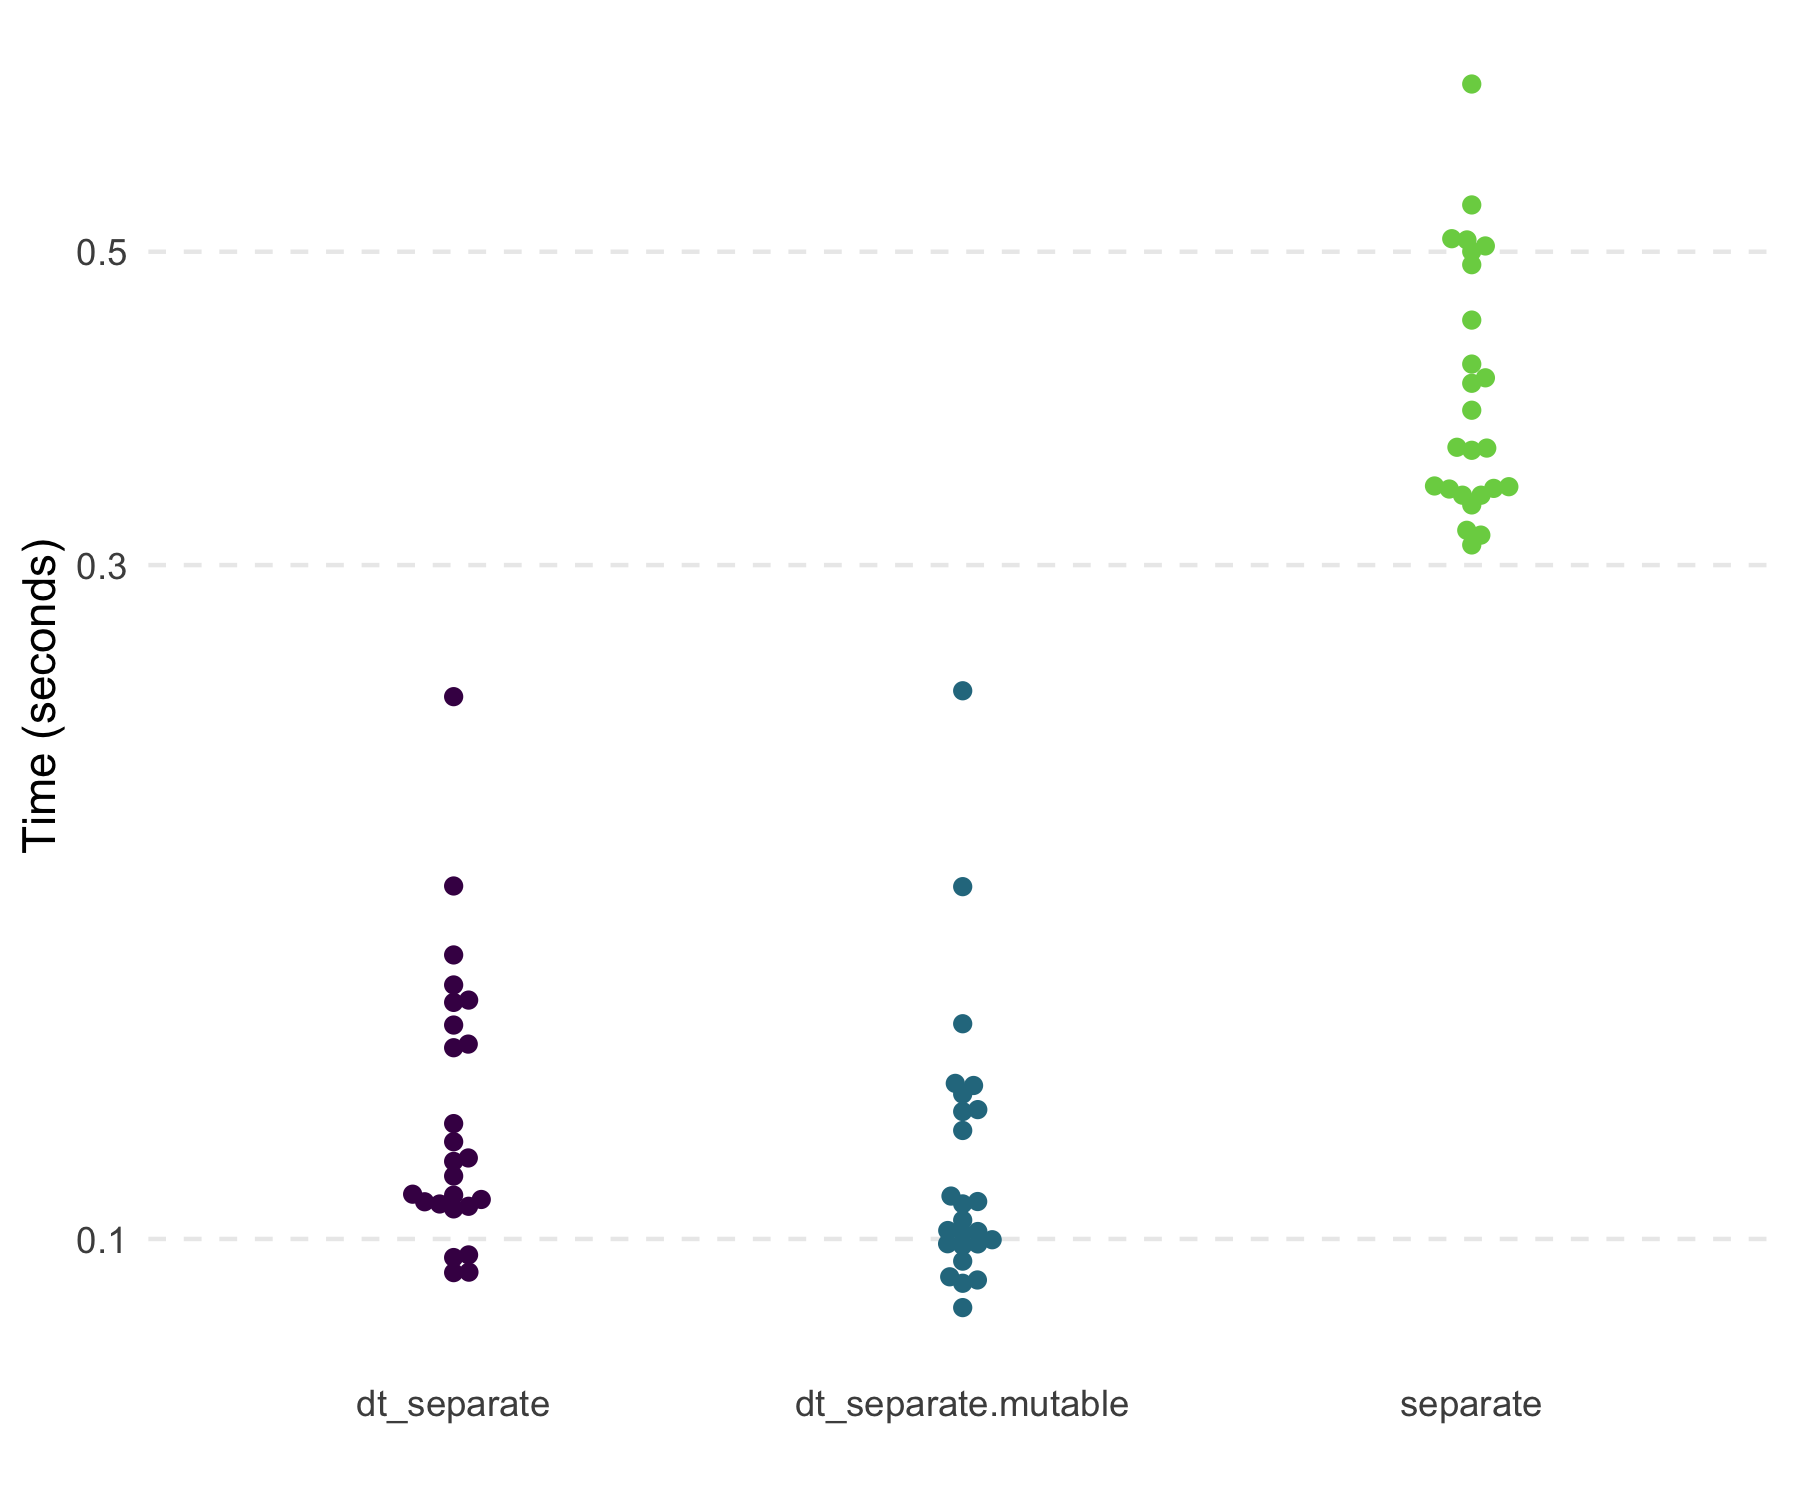 Time (seconds)
0.5
0.3
0.1
dt_separate
dt_separate.mutable
separate